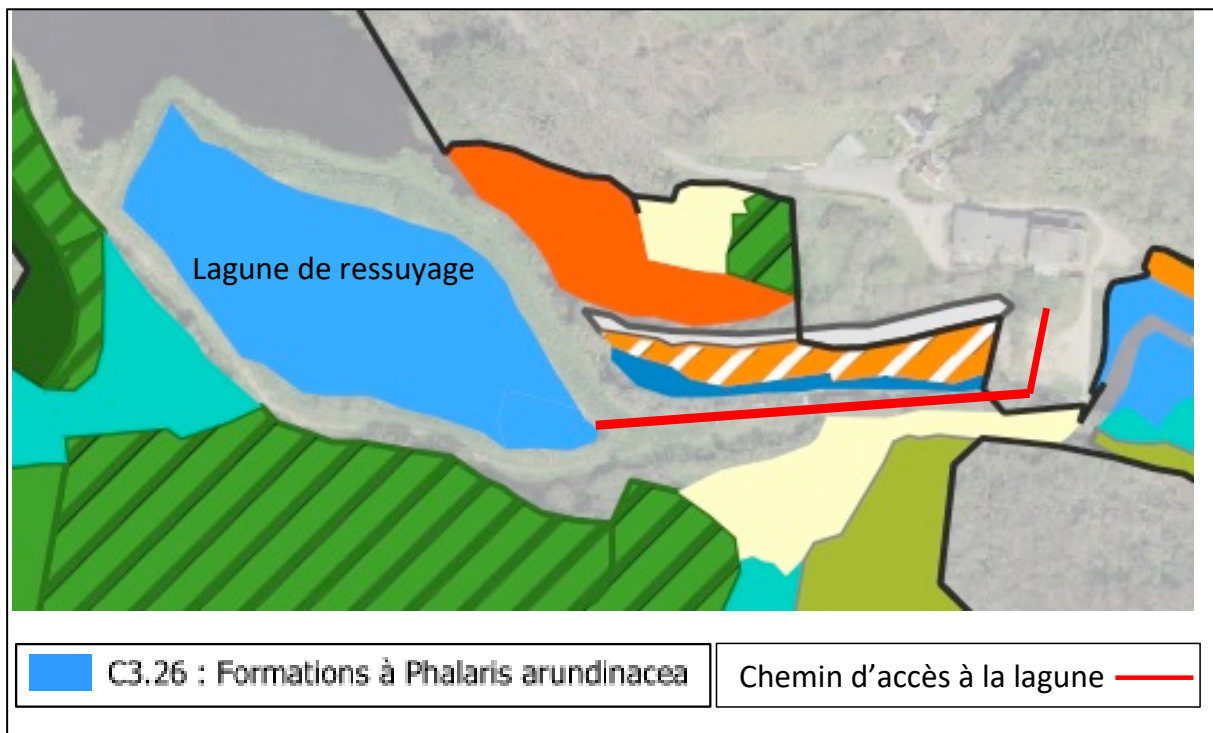 Lagune de ressuyage
C3.26 : Formations à Phalaris arundinacea
Chemin d'accès à la lagune